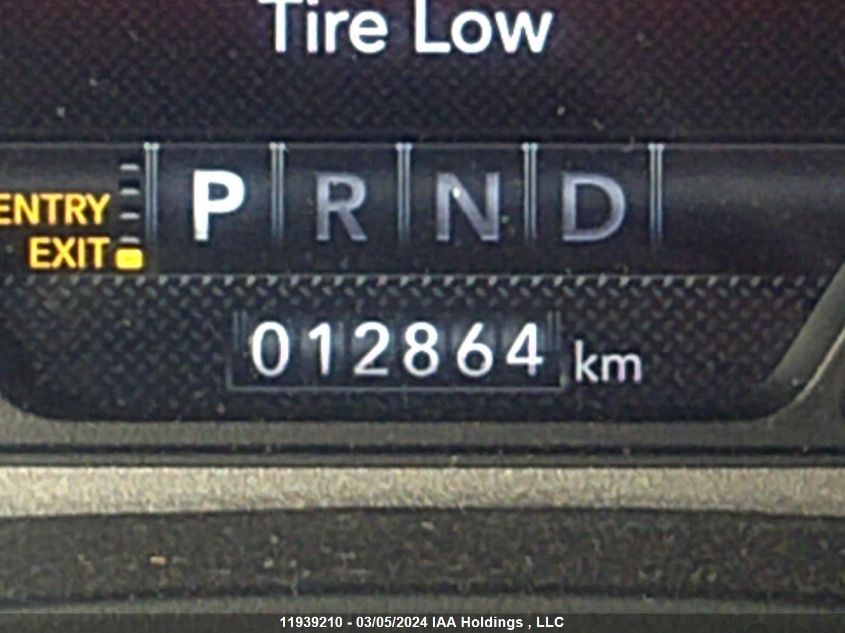 Tire Low
ENTRY
EXIT
P R N D
012864 km
11939210 - 03/05/2024 IAA Holdings , LLC